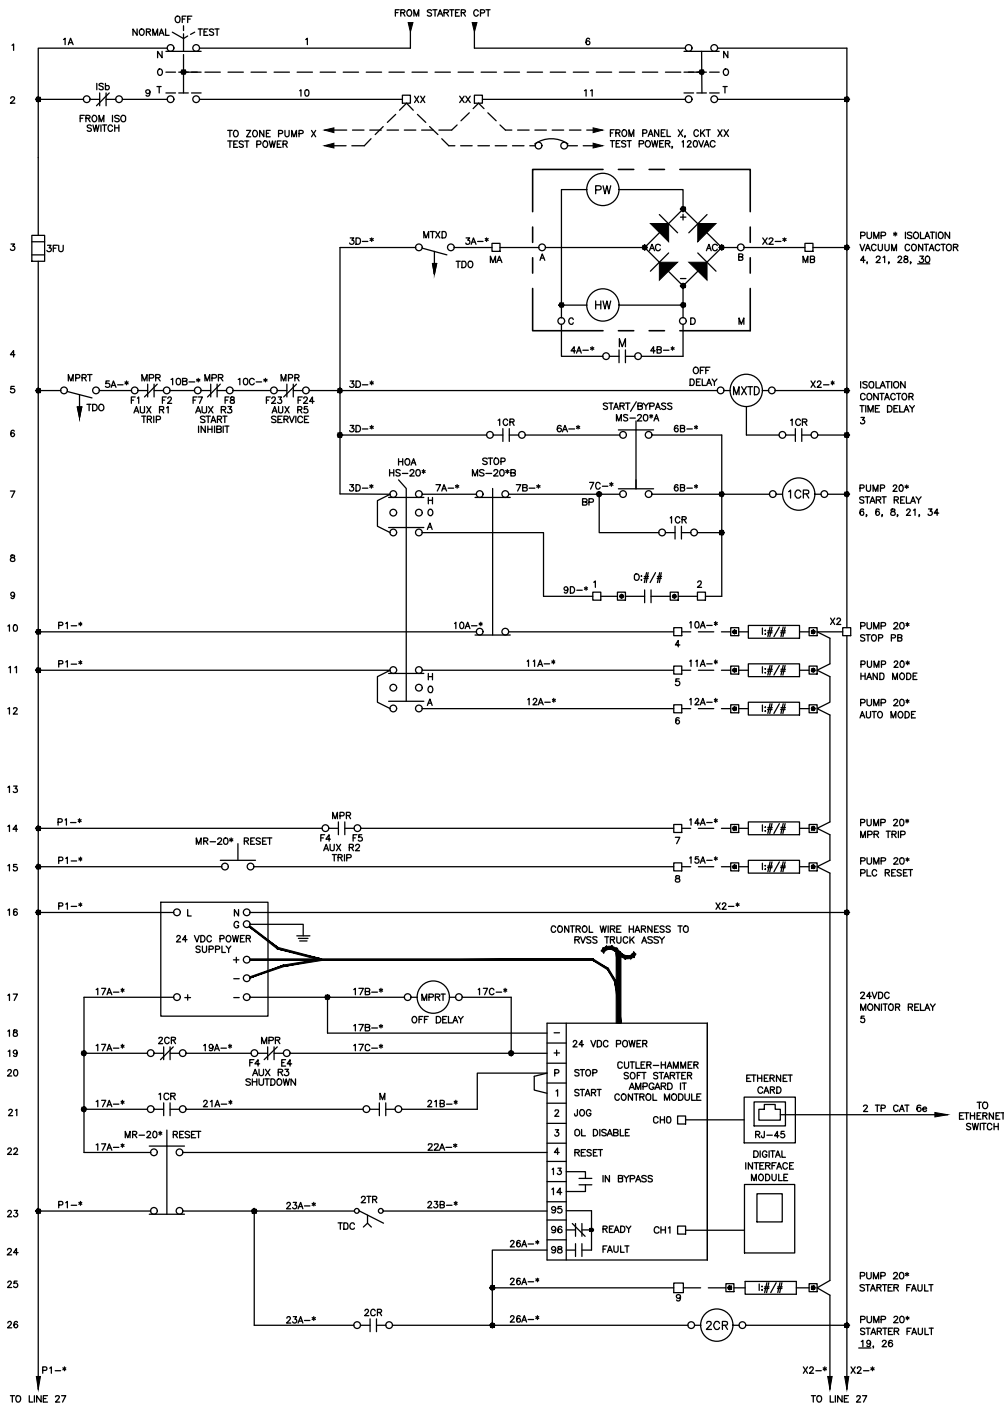 FROM STARTER CPT
OFF
NORMAL TEST
1 1A 1 6
N N
O O
2 ISb 9 T 10 XX XX 11 T
FROM ISO
SWITCH
TO ZONE PUMP X
TEST POWER
FROM PANEL X, CKT XX
TEST POWER, 120VAC
PW
+
3 3FU 3D-* MTXD 3A-* MA A AC AC B X2-* MB
TDO
PUMP * ISOLATION
VACUUM CONTACTOR
4, 21, 28, 30
−
HW
C D M
4 4A-* M 4B-*
5 MPRT 5A-* MPR 10B-* MPR 10C-* MPR 3D-* OFF
DELAY MXTD X2-*
TDO F1 F2 F7 F8 F23 F24
AUX R1
TRIP
AUX R3
START
INHIBIT
AUX R5
SERVICE
ISOLATION
CONTACTOR
TIME DELAY
3
START/BYPASS
MS-20*A
6 3D-* 1CR 6A-* 6B-* 1CR
HOA
HS-20*
STOP
MS-20*B
7 3D-* 7A-* 7B-* 7C-* 6B-* 1CR
H BP
O
A 1CR
PUMP 20*
START RELAY
6, 6, 8, 21, 34
8
9 9D-* 1 O:#/# 2
10 P1-* 10A-* 10A-* I:#/# X2
4
PUMP 20*
STOP PB
11 P1-* 11A-* 11A-* I:#/#
H 5
O
PUMP 20*
HAND MODE
12 A 12A-* 12A-* I:#/#
6
PUMP 20*
AUTO MODE
13
14 P1-* MPR 14A-* I:#/#
F4 F5 7
AUX R2
TRIP
PUMP 20*
MPR TRIP
MR-20* RESET
15 P1-* 15A-* I:#/#
8
PUMP 20*
PLC RESET
16 P1-* L N X2-*
G
24 VDC POWER
SUPPLY
+
−
CONTROL WIRE HARNESS TO
RVSS TRUCK ASSY
17 17A-* + − 17B-* MPRT 17C-*
OFF DELAY
24VDC
MONITOR RELAY
5
18 17B-* −
24 VDC POWER
19 17A-* 2CR 19A-* MPR 17C-* +
F4 E4
AUX R3
SHUTDOWN
CUTLER-HAMMER
SOFT STARTER
AMPGARD IT
CONTROL MODULE
20 P STOP
1 START
21 17A-* 1CR 21A-* M 21B-*
2 JOG
3 OL DISABLE
CH0
ETHERNET
CARD
RJ-45
2 TP CAT 6e
TO
ETHERNET
SWITCH
MR-20* RESET
22 17A-* 22A-* 4 RESET
13
14 IN BYPASS
DIGITAL
INTERFACE
MODULE
23 P1-* 23A-* 2TR 23B-* 95
TDC
96 READY CH1
24 26A-* 98 FAULT
25 26A-* I:#/#
9
PUMP 20*
STARTER FAULT
26 23A-* 2CR 26A-* 2CR
PUMP 20*
STARTER FAULT
19, 26
P1-* X2-* X2-*
TO LINE 27 TO LINE 27